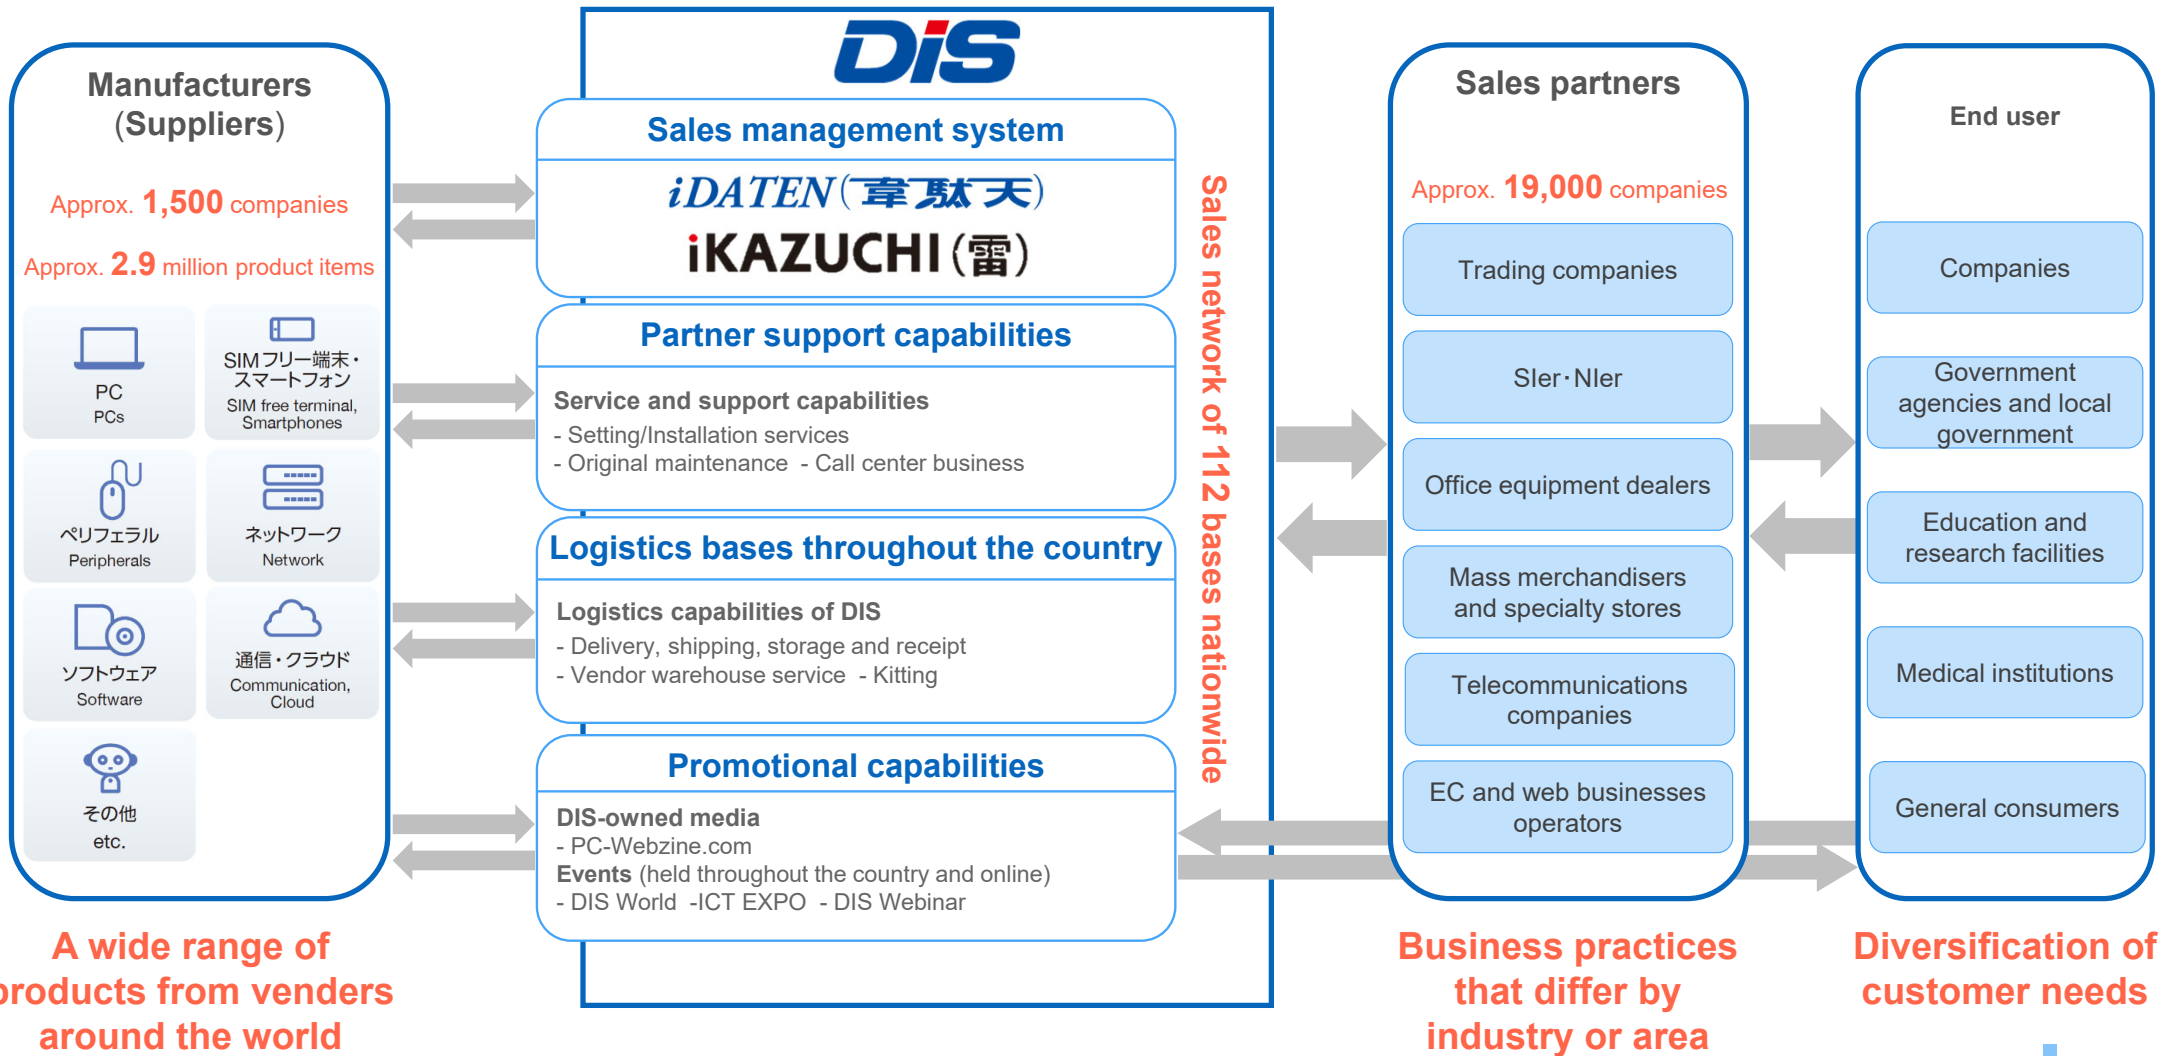 Manufacturers
(Suppliers)
Approx. 1,500 companies
Approx. 2.9 million product items
PC
PCs
SIMフリー端末・
スマートフォン
SIM free terminal,
Smartphones
ペリフェラル
Peripherals
ネットワーク
Network
ソフトウェア
Software
通信・クラウド
Communication,
Cloud
その他
etc.
A wide range of
products from venders
around the world
DiS
Sales management system
iDATEN(韋駄天)
iKAZUCHI(雷)
Partner support capabilities
Service and support capabilities
- Setting/Installation services
- Original maintenance - Call center business
Logistics bases throughout the country
Logistics capabilities of DIS
- Delivery, shipping, storage and receipt
- Vendor warehouse service - Kitting
Promotional capabilities
DIS-owned media
- PC-Webzine.com
Events (held throughout the country and online)
- DIS World -ICT EXPO - DIS Webinar
Sales network of 112 bases nationwide
Sales partners
Approx. 19,000 companies
Trading companies
SIer･NIer
Office equipment dealers
Mass merchandisers
and specialty stores
Telecommunications
companies
EC and web businesses
operators
Business practices
that differ by
industry or area
End user
Companies
Government
agencies and local
government
Education and
research facilities
Medical institutions
General consumers
Diversification of
customer needs